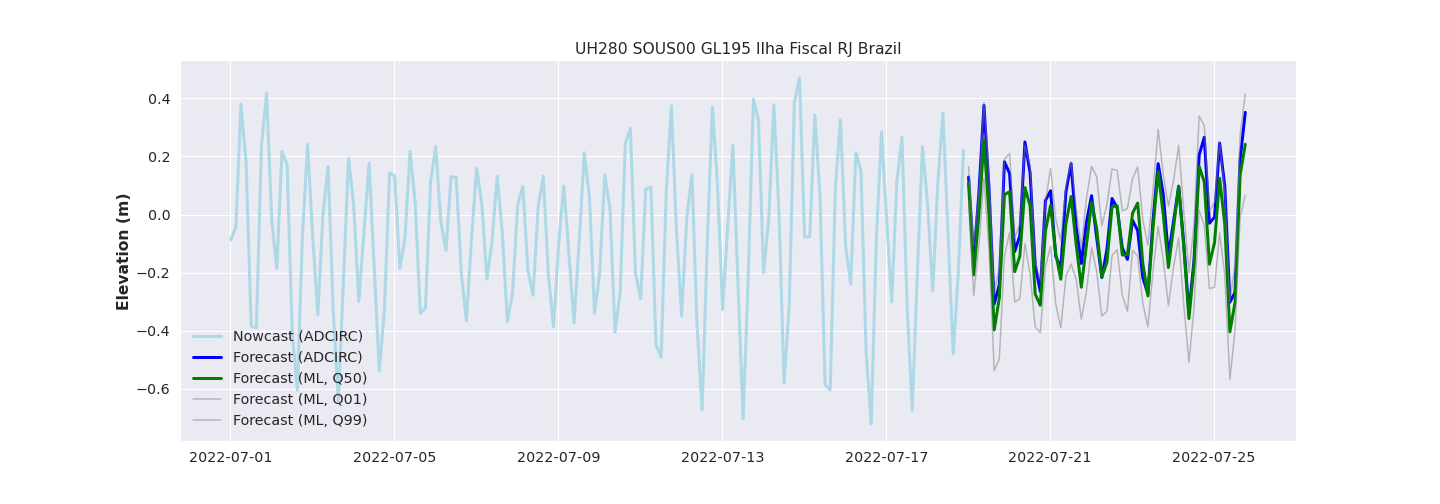 UH280 SOUS00 GL195 Ilha Fiscal RJ Brazil
Elevation (m)
0.4
0.2
0.0
−0.2
−0.4
−0.6
Nowcast (ADCIRC)
Forecast (ADCIRC)
Forecast (ML, Q50)
Forecast (ML, Q01)
Forecast (ML, Q99)
2022-07-01 2022-07-05 2022-07-09 2022-07-13 2022-07-17 2022-07-21 2022-07-25